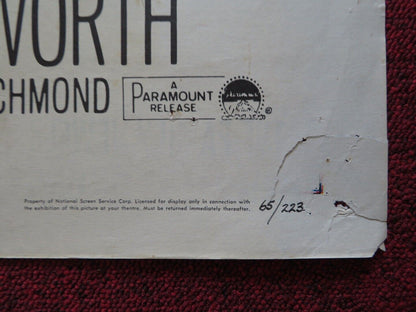 WORTH
CHMOND
A
PARAMOUNT
RELEASE
Paramount
®
Property of National Screen Service Corp. Licensed for display only in connection with
the exhibition of this picture at your theatre. Must be returned immediately thereafter.
65/223